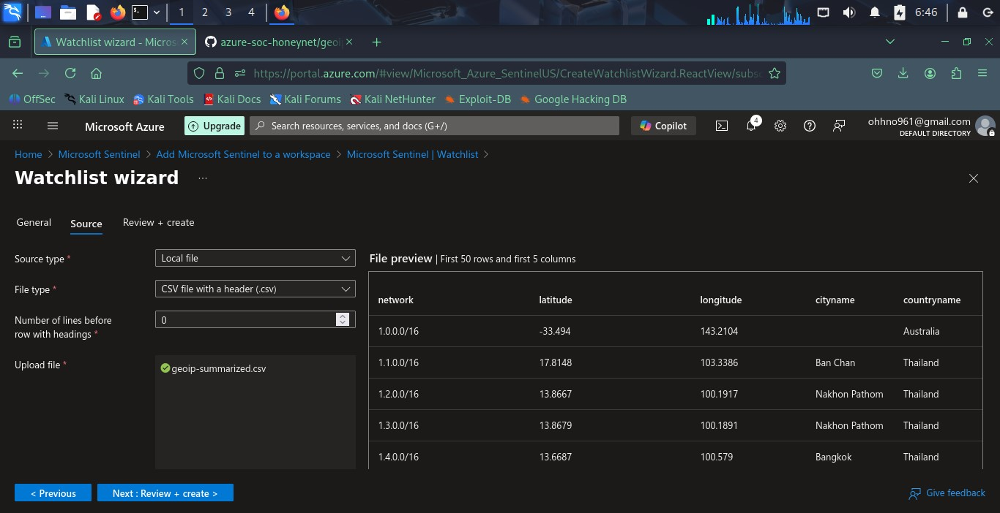 1 2 3 4 6:46
Watchlist wizard - Micros
azure-soc-honeynet/geoi
https://portal.azure.com/#view/Microsoft_Azure_SentinelUS/CreateWatchlistWizard.ReactView/subsc
OffSec Kali Linux Kali Tools Kali Docs Kali Forums Kali NetHunter Exploit-DB Google Hacking DB
Microsoft Azure
Upgrade
Search resources, services, and docs (G+/)
Copilot
4
ohhno961@gmail.com
DEFAULT DIRECTORY
Home > Microsoft Sentinel > Add Microsoft Sentinel to a workspace > Microsoft Sentinel | Watchlist >
Watchlist wizard ...
General Source Review + create
Source type * Local file
File type * CSV file with a header (.csv)
Number of lines before
row with headings * 0
Upload file * geoip-summarized.csv
File preview | First 50 rows and first 5 columns
network latitude longitude cityname countryname
1.0.0.0/16 -33.494 143.2104 Australia
1.1.0.0/16 17.8148 103.3386 Ban Chan Thailand
1.2.0.0/16 13.8667 100.1917 Nakhon Pathom Thailand
1.3.0.0/16 13.8679 100.1891 Nakhon Pathom Thailand
1.4.0.0/16 13.6687 100.579 Bangkok Thailand
< Previous
Next : Review + create >
Give feedback